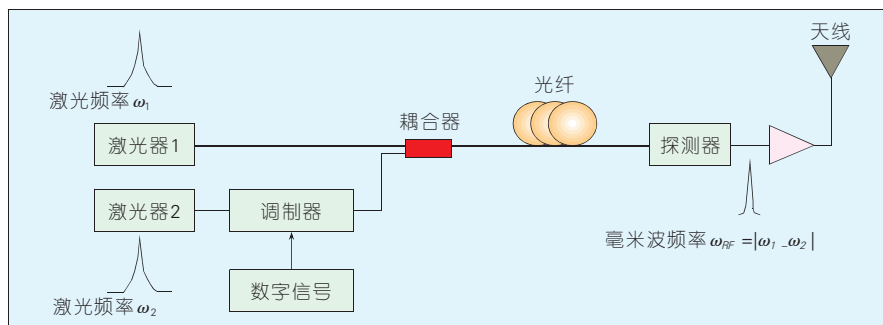 天线
光纤
激光频率 ω₁
耦合器
激光器1
探测器
激光器2
调制器
毫米波频率 ω_RF =|ω₁ - ω₂|
数字信号
激光频率 ω₂